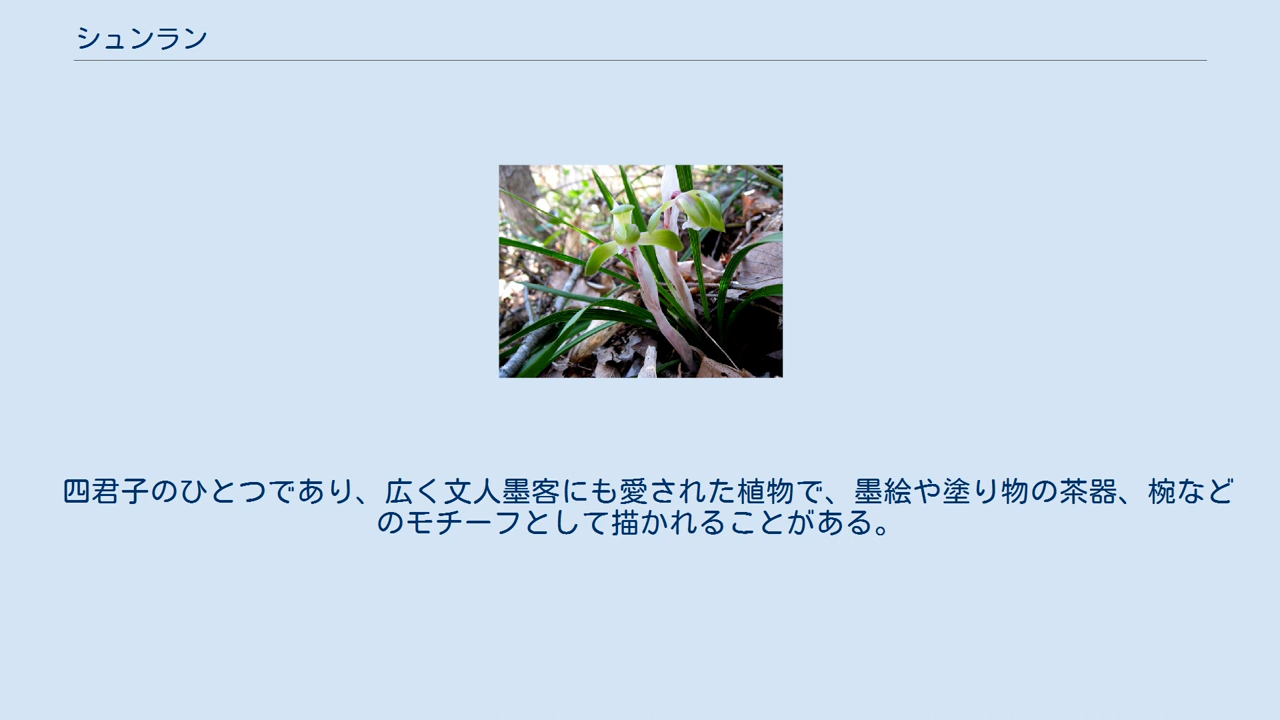 シュンラン
四君子のひとつであり、広く文人墨客にも愛された植物で、墨絵や塗り物の茶器、椀など
のモチーフとして描かれることがある。